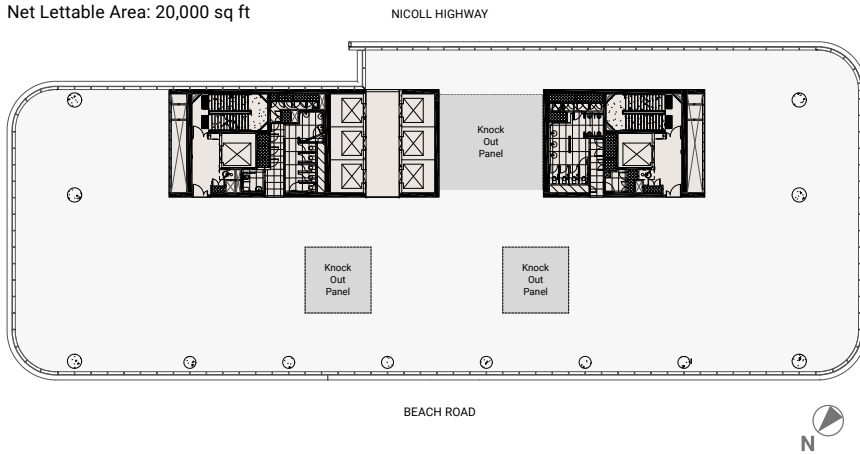 Net Lettable Area: 20,000 sq ft
NICOLL HIGHWAY
Knock
Out
Panel
Knock
Out
Panel
Knock
Out
Panel
BEACH ROAD
N